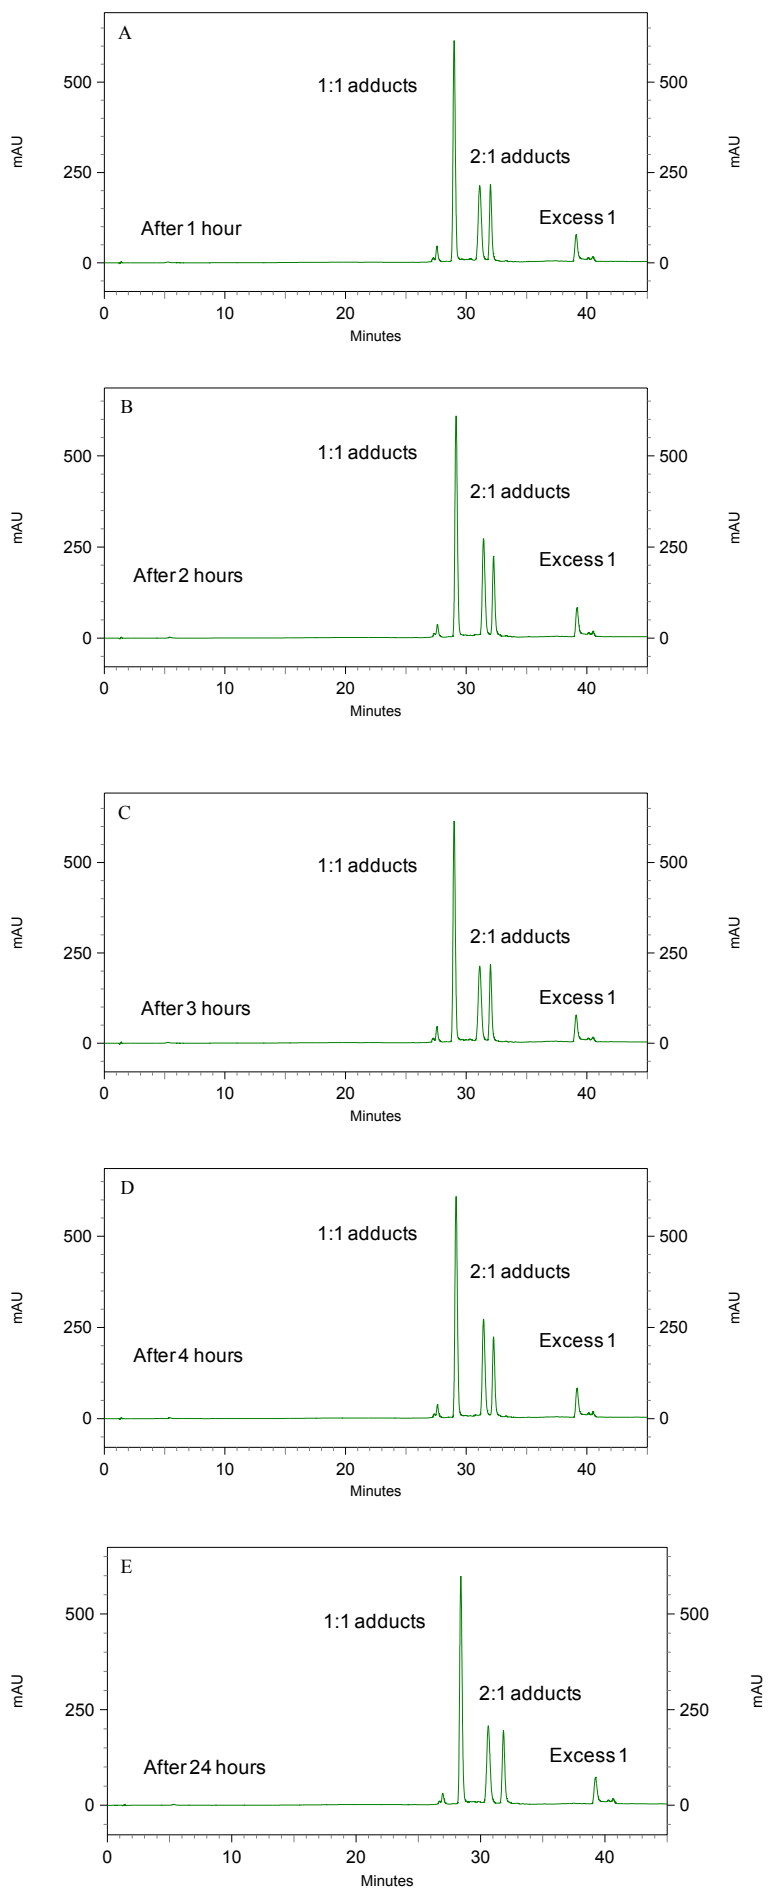 A
1:1 adducts
2:1 adducts
Excess 1
After 1 hour
500
250
0
500
250
0
mAU
mAU
0 10 20 30 40
Minutes
B
1:1 adducts
2:1 adducts
Excess 1
After 2 hours
500
250
0
500
250
0
mAU
mAU
0 10 20 30 40
Minutes
C
1:1 adducts
2:1 adducts
Excess 1
After 3 hours
500
250
0
500
250
0
mAU
mAU
0 10 20 30 40
Minutes
D
1:1 adducts
2:1 adducts
Excess 1
After 4 hours
500
250
0
500
250
0
mAU
mAU
0 10 20 30 40
Minutes
E
1:1 adducts
2:1 adducts
Excess 1
After 24 hours
500
250
0
500
250
0
mAU
mAU
0 10 20 30 40
Minutes